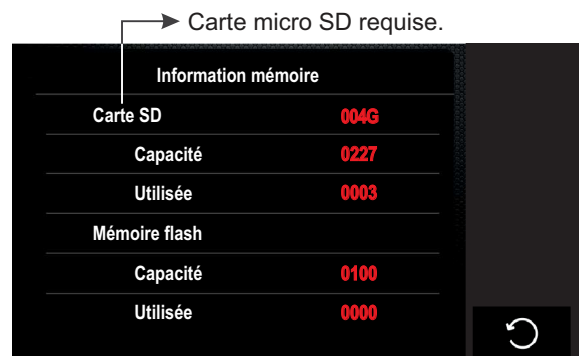 Carte micro SD requise.
Information mémoire
Carte SD 004G
Capacité 0227
Utilisée 0003
Mémoire flash
Capacité 0100
Utilisée 0000